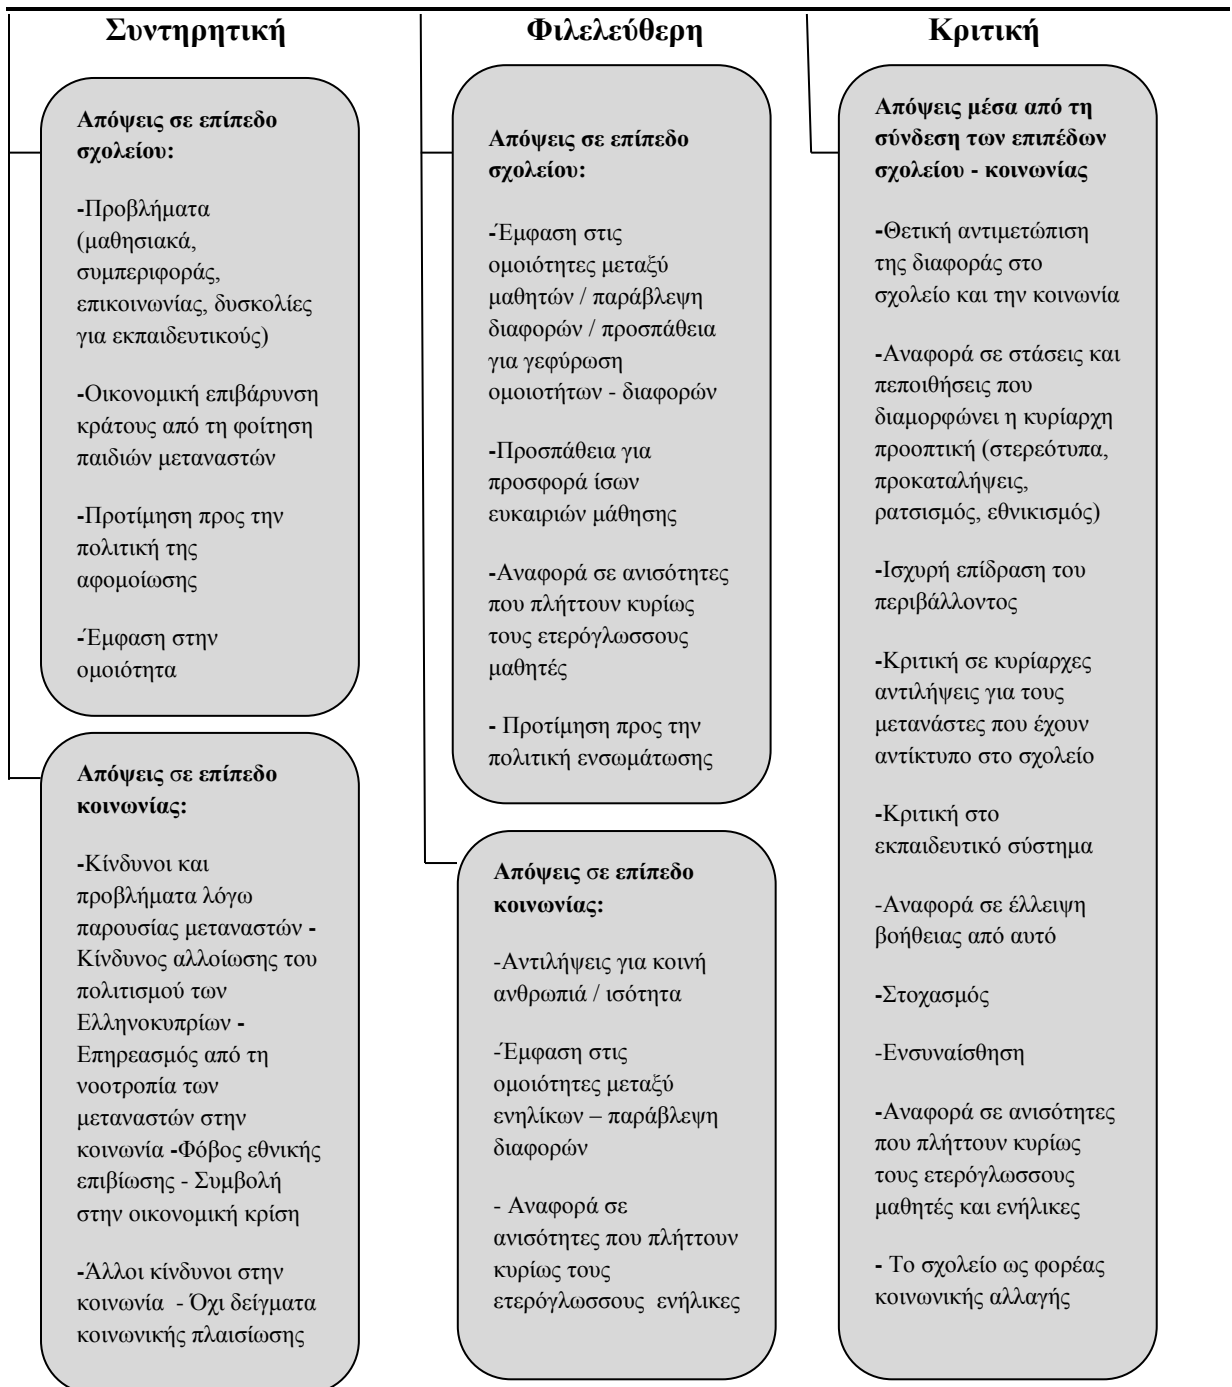 Συντηρητική
Απόψεις σε επίπεδο
σχολείου:
-Προβλήματα
(μαθησιακά,
συμπεριφοράς,
επικοινωνίας, δυσκολίες
για εκπαιδευτικούς)
-Οικονομική επιβάρυνση
κράτους από τη φοίτηση
παιδιών μεταναστών
-Προτίμηση προς την
πολιτική της
αφομοίωσης
-Έμφαση στην
ομοιότητα
Απόψεις σε επίπεδο
κοινωνίας:
-Κίνδυνοι και
προβλήματα λόγω
παρουσίας μεταναστών -
Κίνδυνος αλλοίωσης του
πολιτισμού των
Ελληνοκυπρίων -
Επηρεασμός από τη
νοοτροπία των
μεταναστών στην
κοινωνία -Φόβος εθνικής
επιβίωσης - Συμβολή
στην οικονομική κρίση
-Άλλοι κίνδυνοι στην
κοινωνία - Όχι δείγματα
κοινωνικής πλαισίωσης
Φιλελεύθερη
Απόψεις σε επίπεδο
σχολείου:
-Έμφαση στις
ομοιότητες μεταξύ
μαθητών / παράβλεψη
διαφορών / προσπάθεια
για γεφύρωση
ομοιοτήτων - διαφορών
-Προσπάθεια για
προσφορά ίσων
ευκαιριών μάθησης
-Αναφορά σε ανισότητες
που πλήττουν κυρίως
τους ετερόγλωσσους
μαθητές
- Προτίμηση προς την
πολιτική ενσωμάτωσης
Απόψεις σε επίπεδο
κοινωνίας:
-Αντιλήψεις για κοινή
ανθρωπιά / ισότητα
-Έμφαση στις
ομοιότητες μεταξύ
ενηλίκων – παράβλεψη
διαφορών
- Αναφορά σε
ανισότητες που πλήττουν
κυρίως τους
ετερόγλωσσους ενήλικες
Κριτική
Απόψεις μέσα από τη
σύνδεση των επιπέδων
σχολείου - κοινωνίας
-Θετική αντιμετώπιση
της διαφοράς στο
σχολείο και την κοινωνία
-Αναφορά σε στάσεις και
πεποιθήσεις που
διαμορφώνει η κυρίαρχη
προοπτική (στερεότυπα,
προκαταλήψεις,
ρατσισμός, εθνικισμός)
-Ισχυρή επίδραση του
περιβάλλοντος
-Κριτική σε κυρίαρχες
αντιλήψεις για τους
μετανάστες που έχουν
αντίκτυπο στο σχολείο
-Κριτική στο
εκπαιδευτικό σύστημα
-Αναφορά σε έλλειψη
βοήθειας από αυτό
-Στοχασμός
-Ενσυναίσθηση
-Αναφορά σε ανισότητες
που πλήττουν κυρίως
τους ετερόγλωσσους
μαθητές και ενήλικες
- Το σχολείο ως φορέας
κοινωνικής αλλαγής